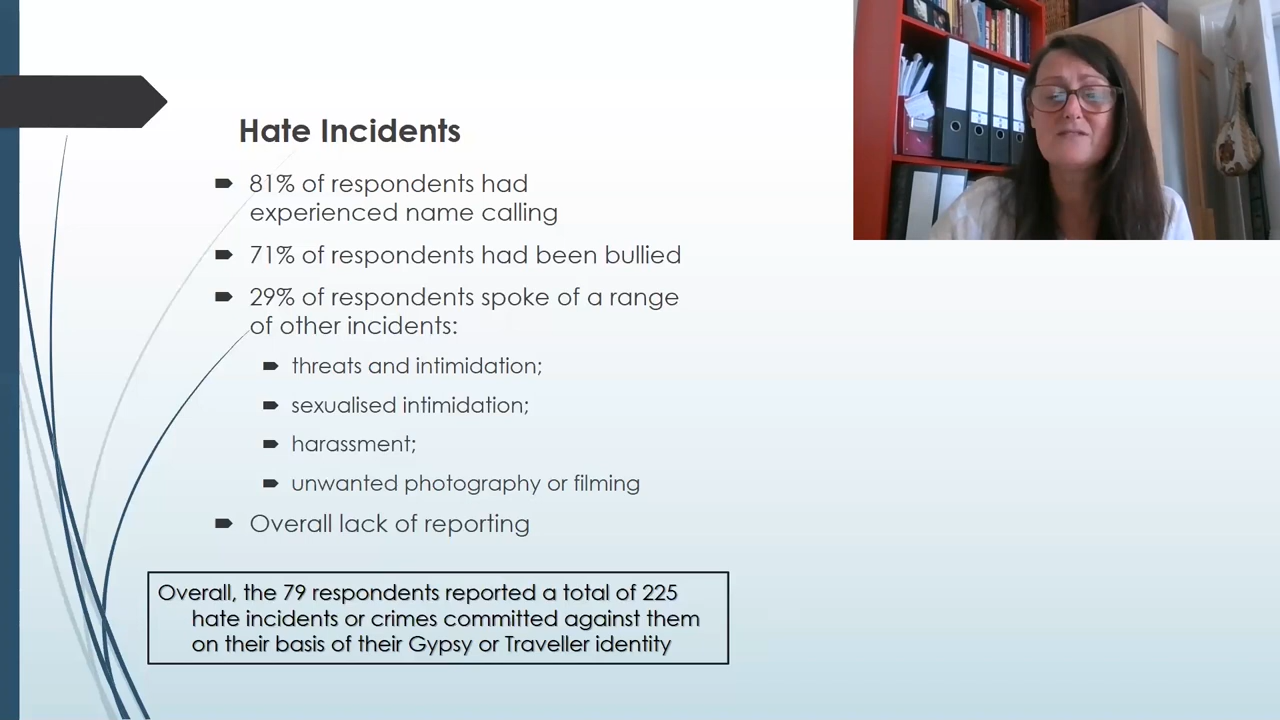 Hate Incidents
81% of respondents had
experienced name calling
71% of respondents had been bullied
29% of respondents spoke of a range
of other incidents:
threats and intimidation;
sexualised intimidation;
harassment;
unwanted photography or filming
Overall lack of reporting
Overall, the 79 respondents reported a total of 225
hate incidents or crimes committed against them
on their basis of their Gypsy or Traveller identity